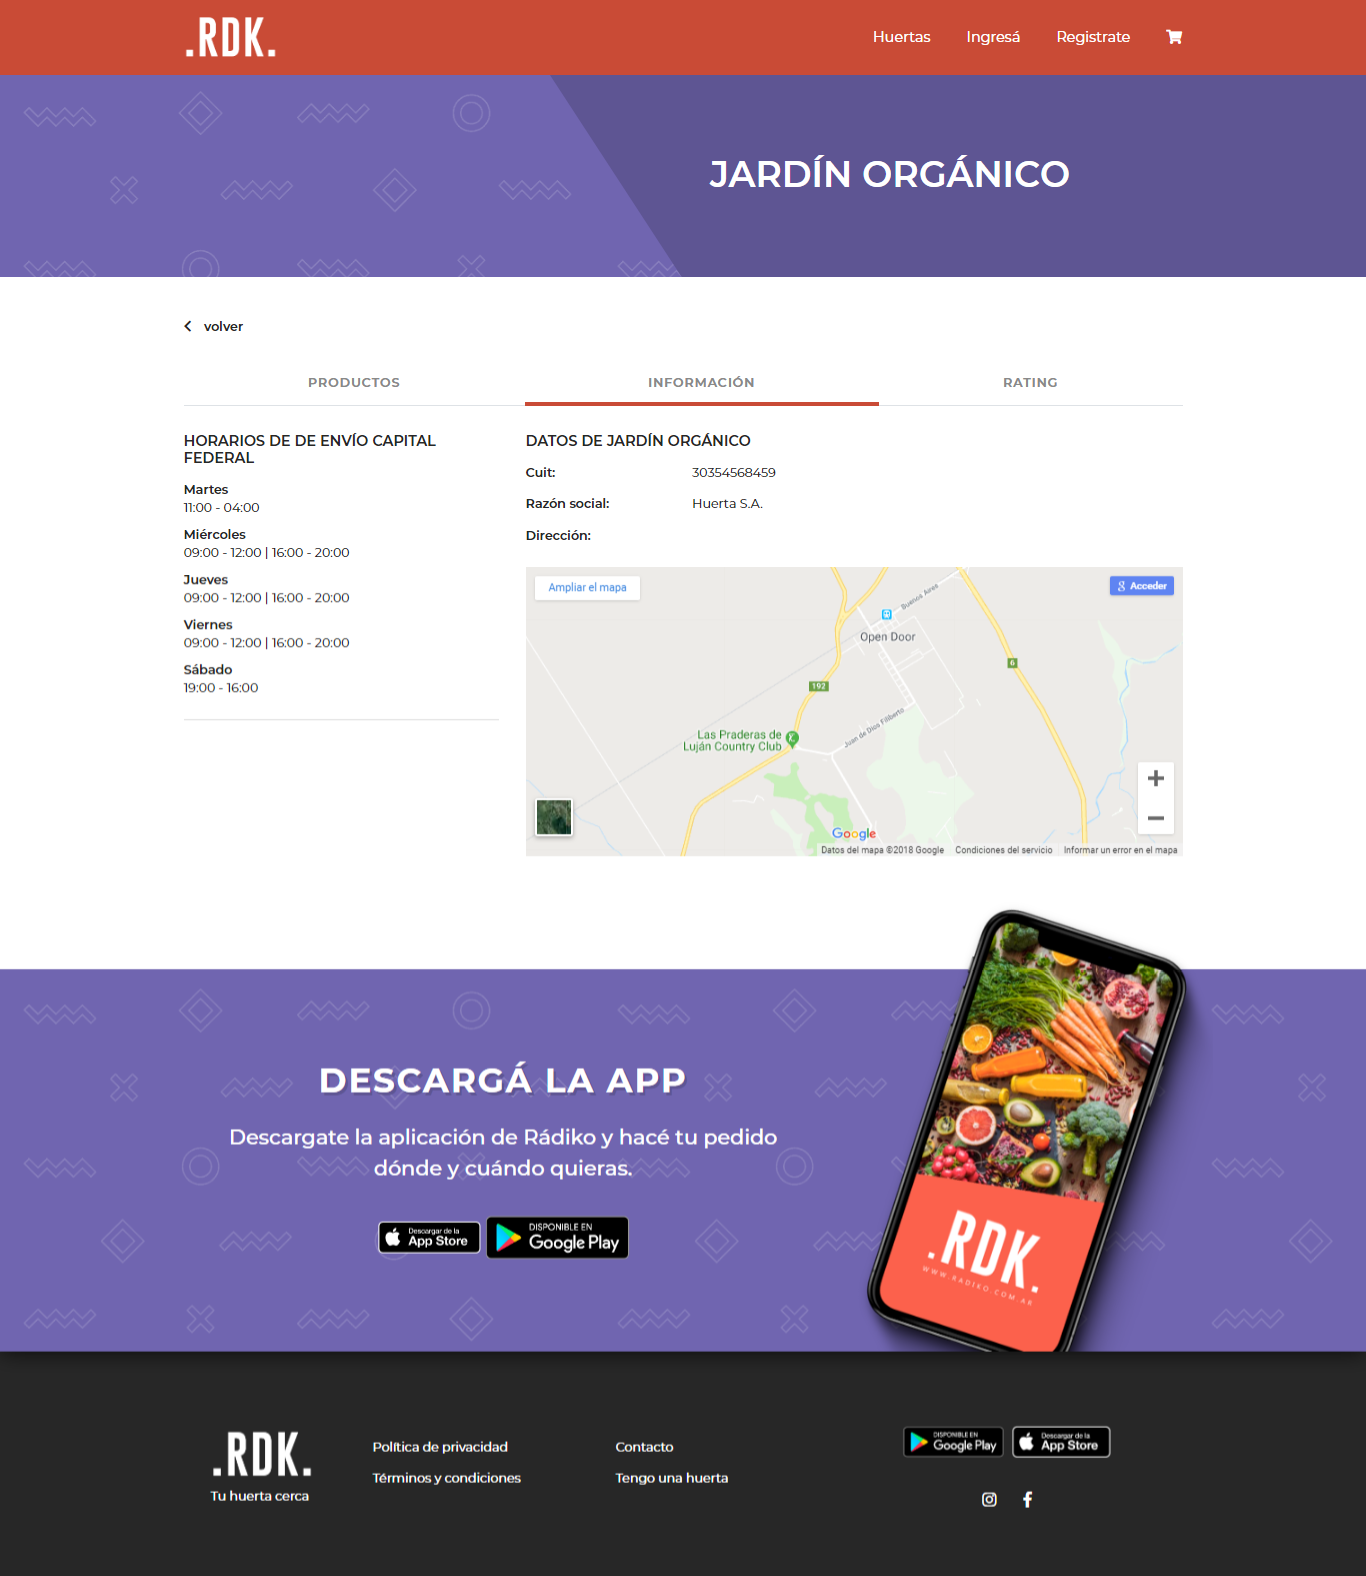 .RDK.
Huertas
Ingresá
Registrate
JARDÍN ORGÁNICO
volver
PRODUCTOS
INFORMACIÓN
RATING
HORARIOS DE DE ENVÍO CAPITAL
FEDERAL
Martes
11:00 - 04:00
Miércoles
09:00 - 12:00 | 16:00 - 20:00
Jueves
09:00 - 12:00 | 16:00 - 20:00
Viernes
09:00 - 12:00 | 16:00 - 20:00
Sábado
19:00 - 16:00
DATOS DE JARDÍN ORGÁNICO
Cuit: 30354568459
Razón social: Huerta S.A.
Dirección:
Ampliar el mapa
Acceder
Buenos Aires
Open Door
6
192
Juan de Dios Filiberto
Las Praderas de
Luján Country Club
Google
Datos del mapa ©2018 Google
Condiciones del servicio
Informar un error en el mapa
DESCARGÁ LA APP
Descargate la aplicación de Rádiko y hacé tu pedido
dónde y cuándo quieras.
Descargar de la
App Store
DISPONIBLE EN
Google Play
.RDK.
WWW.RADIKO.COM.AR
.RDK.
Tu huerta cerca
Política de privacidad
Términos y condiciones
Contacto
Tengo una huerta
DISPONIBLE EN
Google Play
Descargar de la
App Store